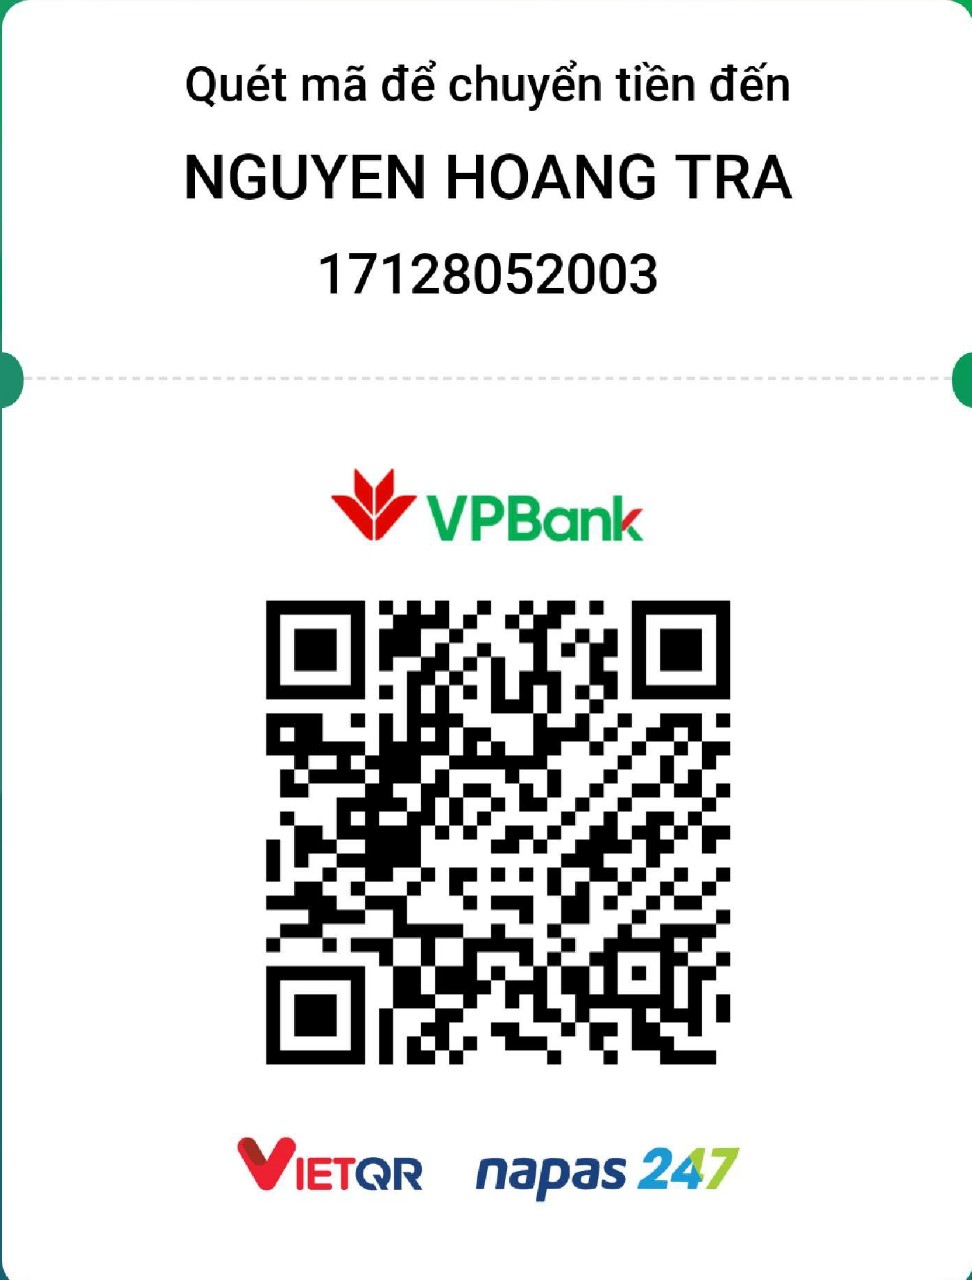 Quét mã để chuyển tiền đến
NGUYEN HOANG TRA
17128052003
VPBank
VIETQR napas 247